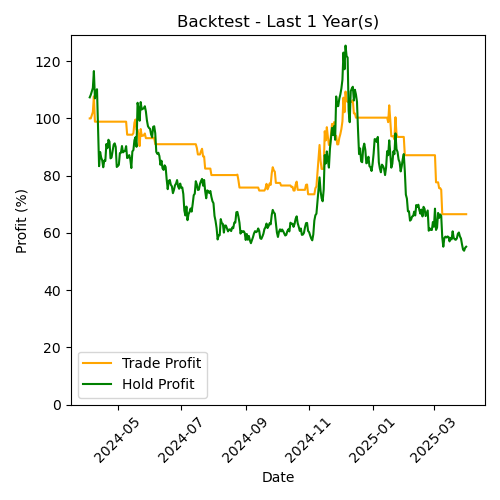 Backtest - Last 1 Year(s)
Profit (%)
120
100
80
60
40
20
0
Trade Profit
Hold Profit
2024-05
2024-07
2024-09
2024-11
2025-01
2025-03
Date